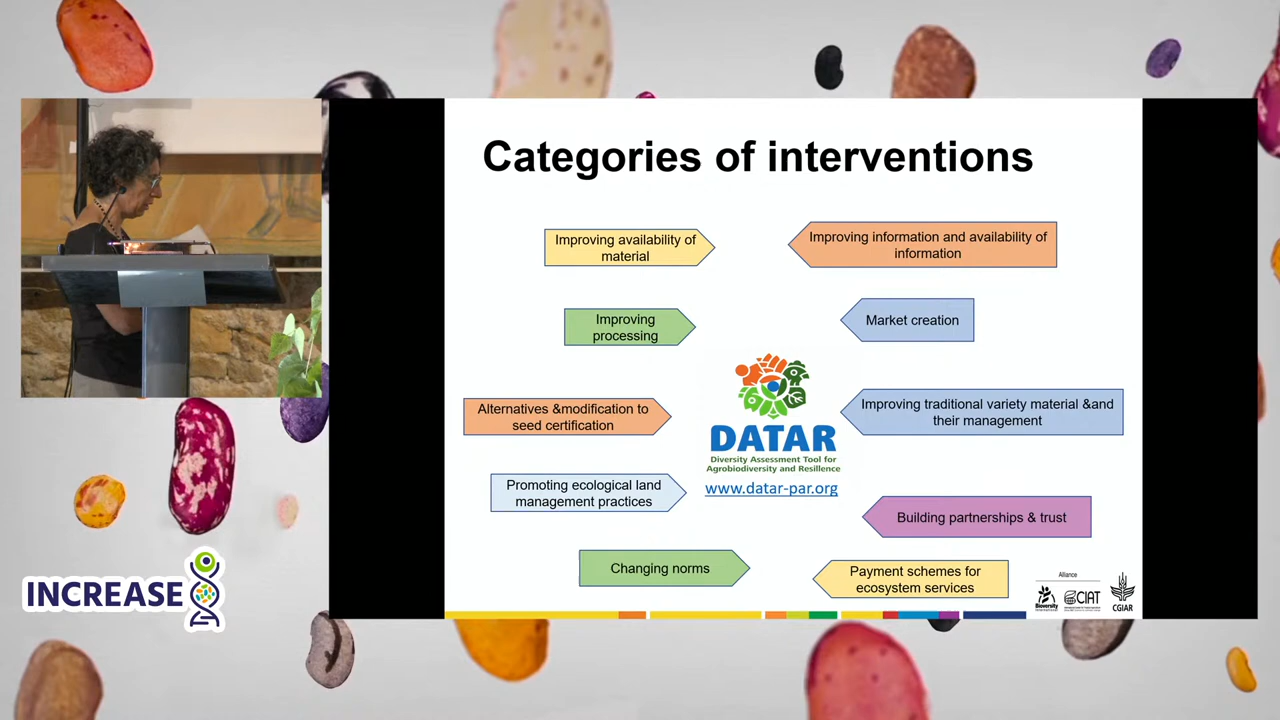 Categories of interventions
Improving availability of
material
Improving information and availability of
information
Improving
processing
Market creation
Alternatives &modification to
seed certification
Improving traditional variety material &and
their management
DATAR
Diversity Assessment Tool for
Agrobiodiversity and Resilience
www.datar-par.org
Promoting ecological land
management practices
Building partnerships & trust
Changing norms
Payment schemes for
ecosystem services
Alliance
Bioversity
International
CIAT
CGIAR
INCREASE